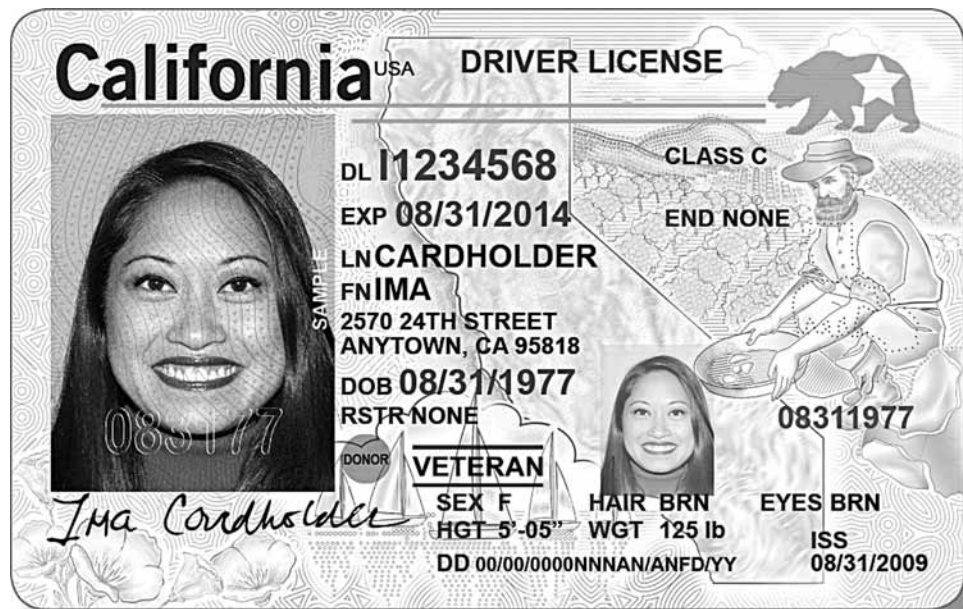 California USA DRIVER LICENSE
DL I1234568
CLASS C
EXP 08/31/2014
END NONE
LN CARDHOLDER
FN IMA
SAMPLE
2570 24TH STREET
ANYTOWN, CA 95818
DOB 08/31/1977
RSTR NONE
08311977
083177
DONOR
VETERAN
Ima Cardholder
SEX F HAIR BRN EYES BRN
HGT 5'-05" WGT 125 lb
ISS
DD 00/00/0000NNNAN/ANFD/YY
08/31/2009